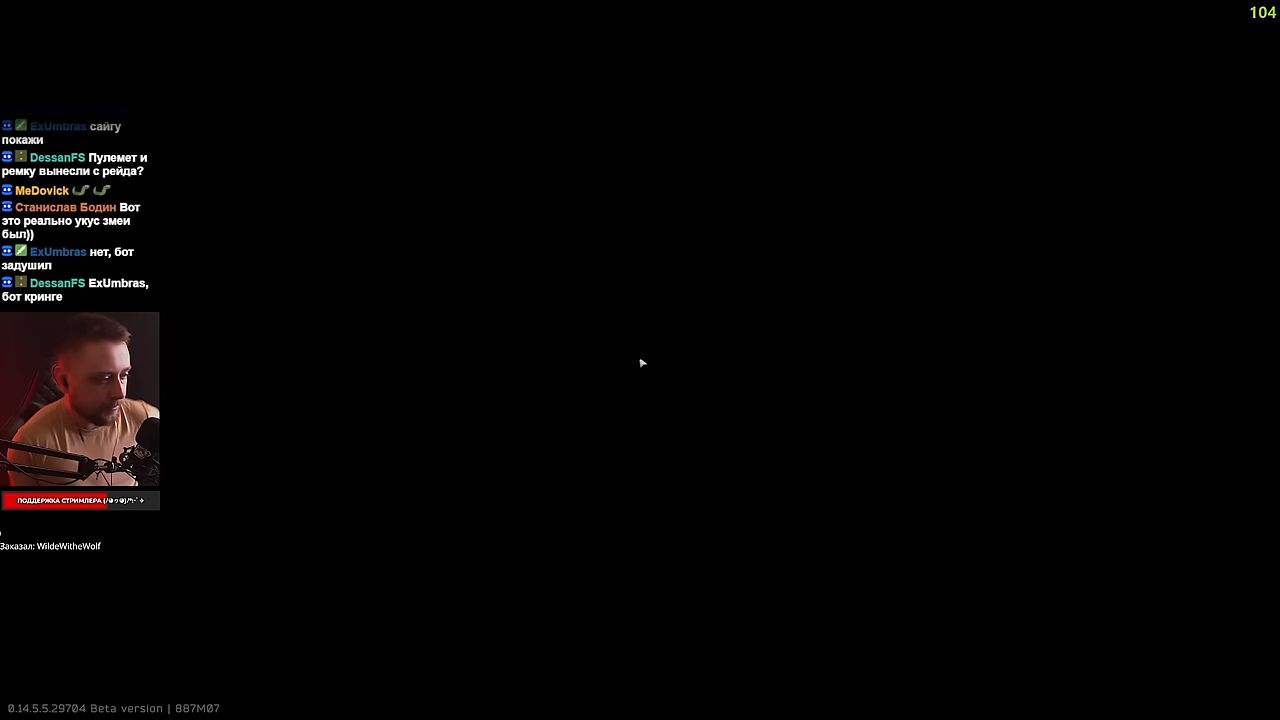 104
ExUmbras сайгу
покажи
DessanFS Пулемет и
ремку вынесли с рейда?
MeDovick
Станислав Бодин Вот
это реально укус змеи
был))
ExUmbras нет, бот
задушил
DessanFS ExUmbras,
бот кринге
ПОДДЕРЖКА СТРИМЛЕРА
Заказал: WildeWitheWolf
0.14.5.5.29704 Beta version | 887M07